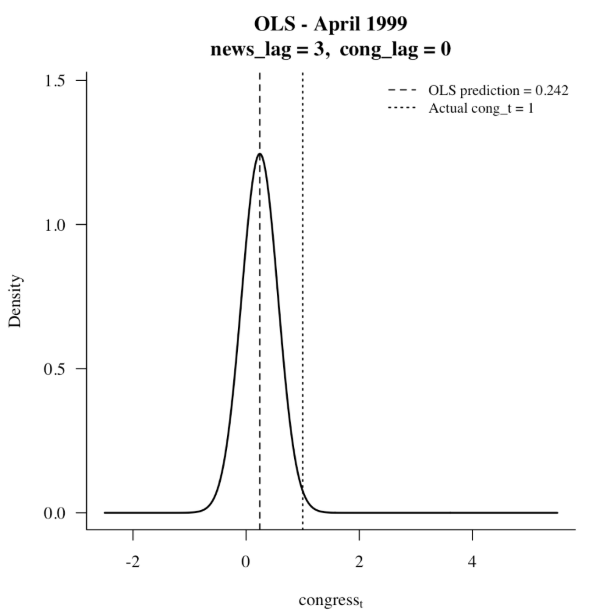 OLS - April 1999
news_lag = 3, cong_lag = 0
OLS prediction = 0.242
Actual cong_t = 1
1.5
1.0
0.5
0.0
Density
-2 0 2 4
congress_t